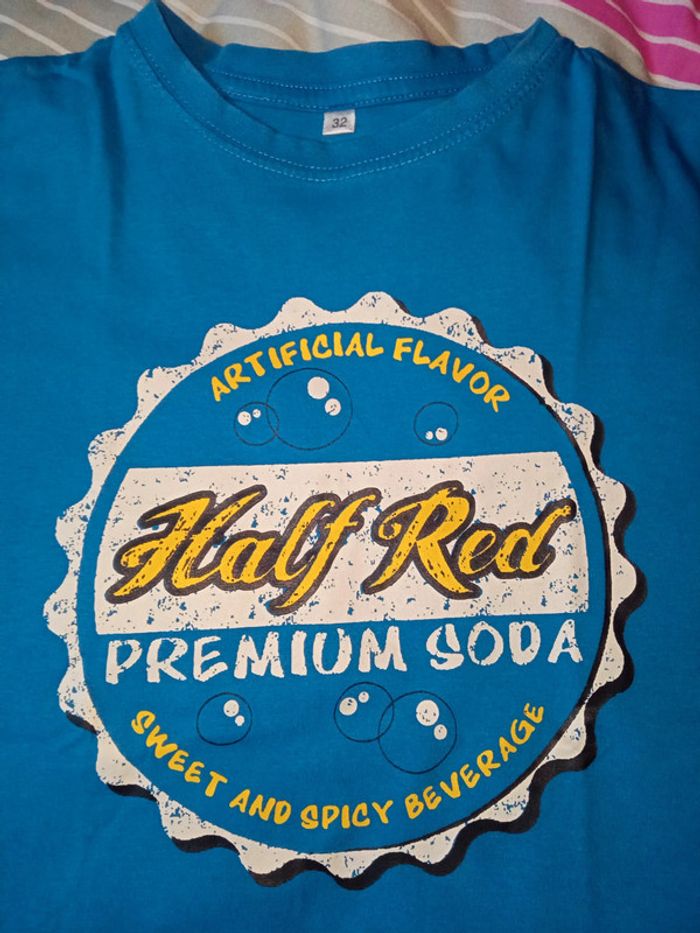 32
ARTIFICIAL FLAVOR
Half Red
PREMIUM SODA
SWEET AND SPICY BEVERAGE